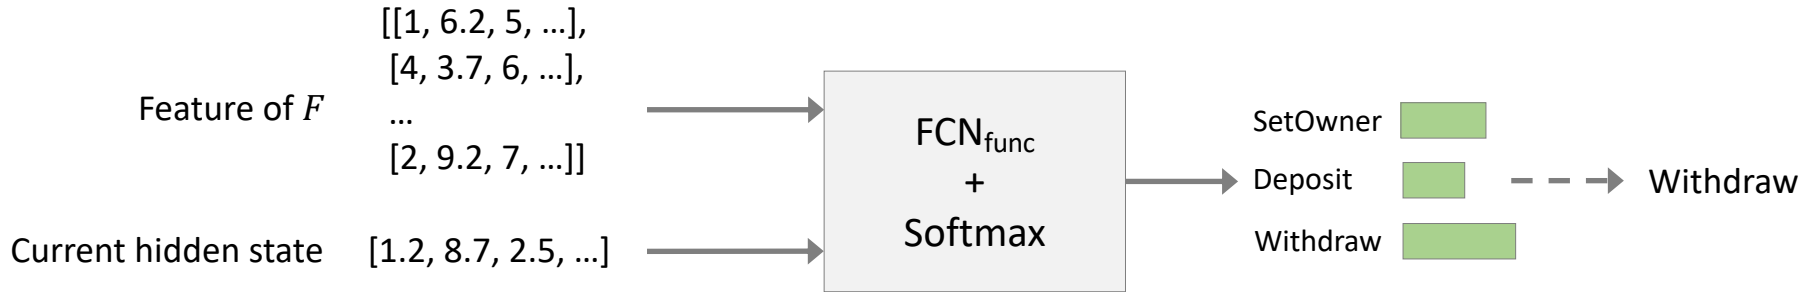 [[1, 6.2, 5, …],
[4, 3.7, 6, …],
Feature of F
…
[2, 9.2, 7, …]]
Current hidden state [1.2, 8.7, 2.5, …]
FCNfunc
+
Softmax
SetOwner
Deposit
Withdraw
Withdraw